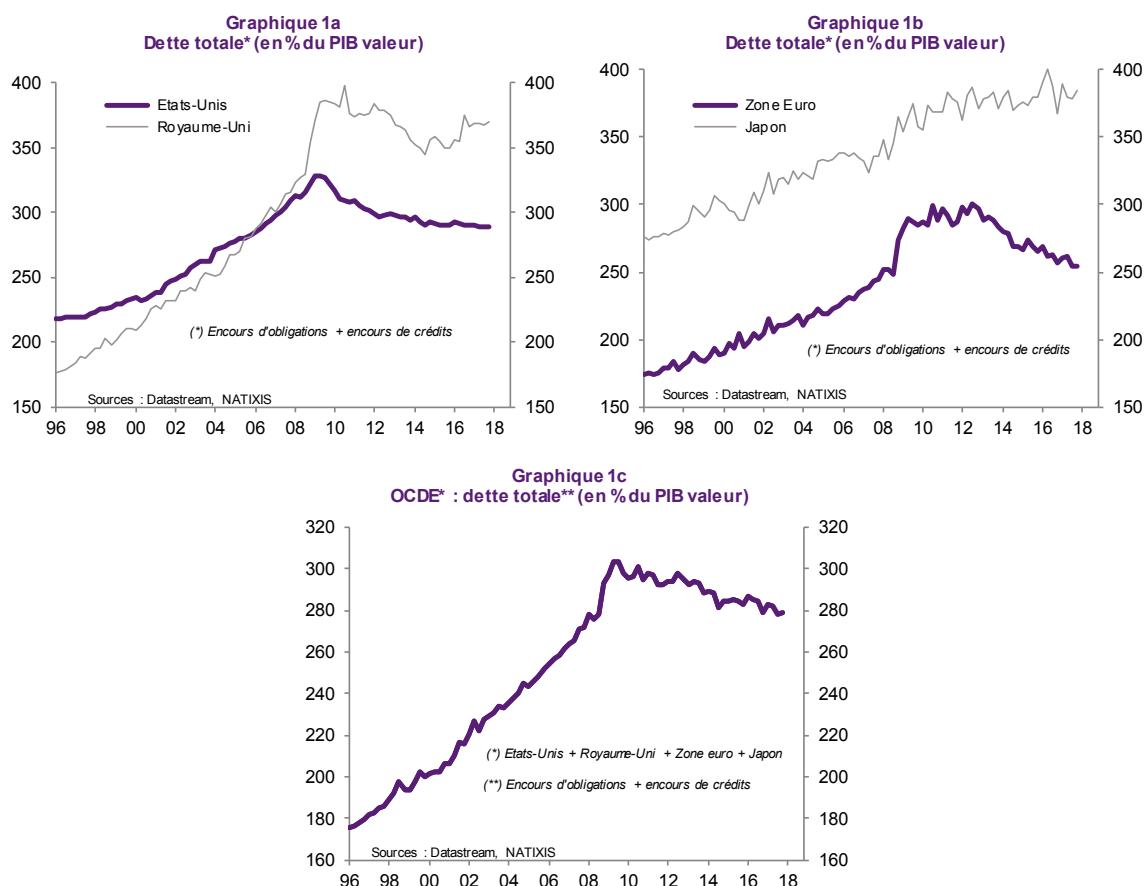 Graphique 1a
Dette totale* (en % du PIB valeur)
400 400
350 350
300 300
250 250
200 200
150 150
Etats-Unis
Royaume-Uni
(*) Encours d'obligations + encours de crédits
Sources : Datastream, NATIXIS
96 98 00 02 04 06 08 10 12 14 16 18
Graphique 1b
Dette totale* (en % du PIB valeur)
400 400
350 350
300 300
250 250
200 200
150 150
Zone Euro
Japon
(*) Encours d'obligations + encours de crédits
Sources : Datastream, NATIXIS
96 98 00 02 04 06 08 10 12 14 16 18
Graphique 1c
OCDE* : dette totale** (en % du PIB valeur)
320 320
300 300
280 280
260 260
240 240
220 220
200 200
180 180
160 160
(*) Etats-Unis + Royaume-Uni + Zone euro + Japon
(**) Encours d'obligations + encours de crédits
Sources : Datastream, NATIXIS
96 98 00 02 04 06 08 10 12 14 16 18